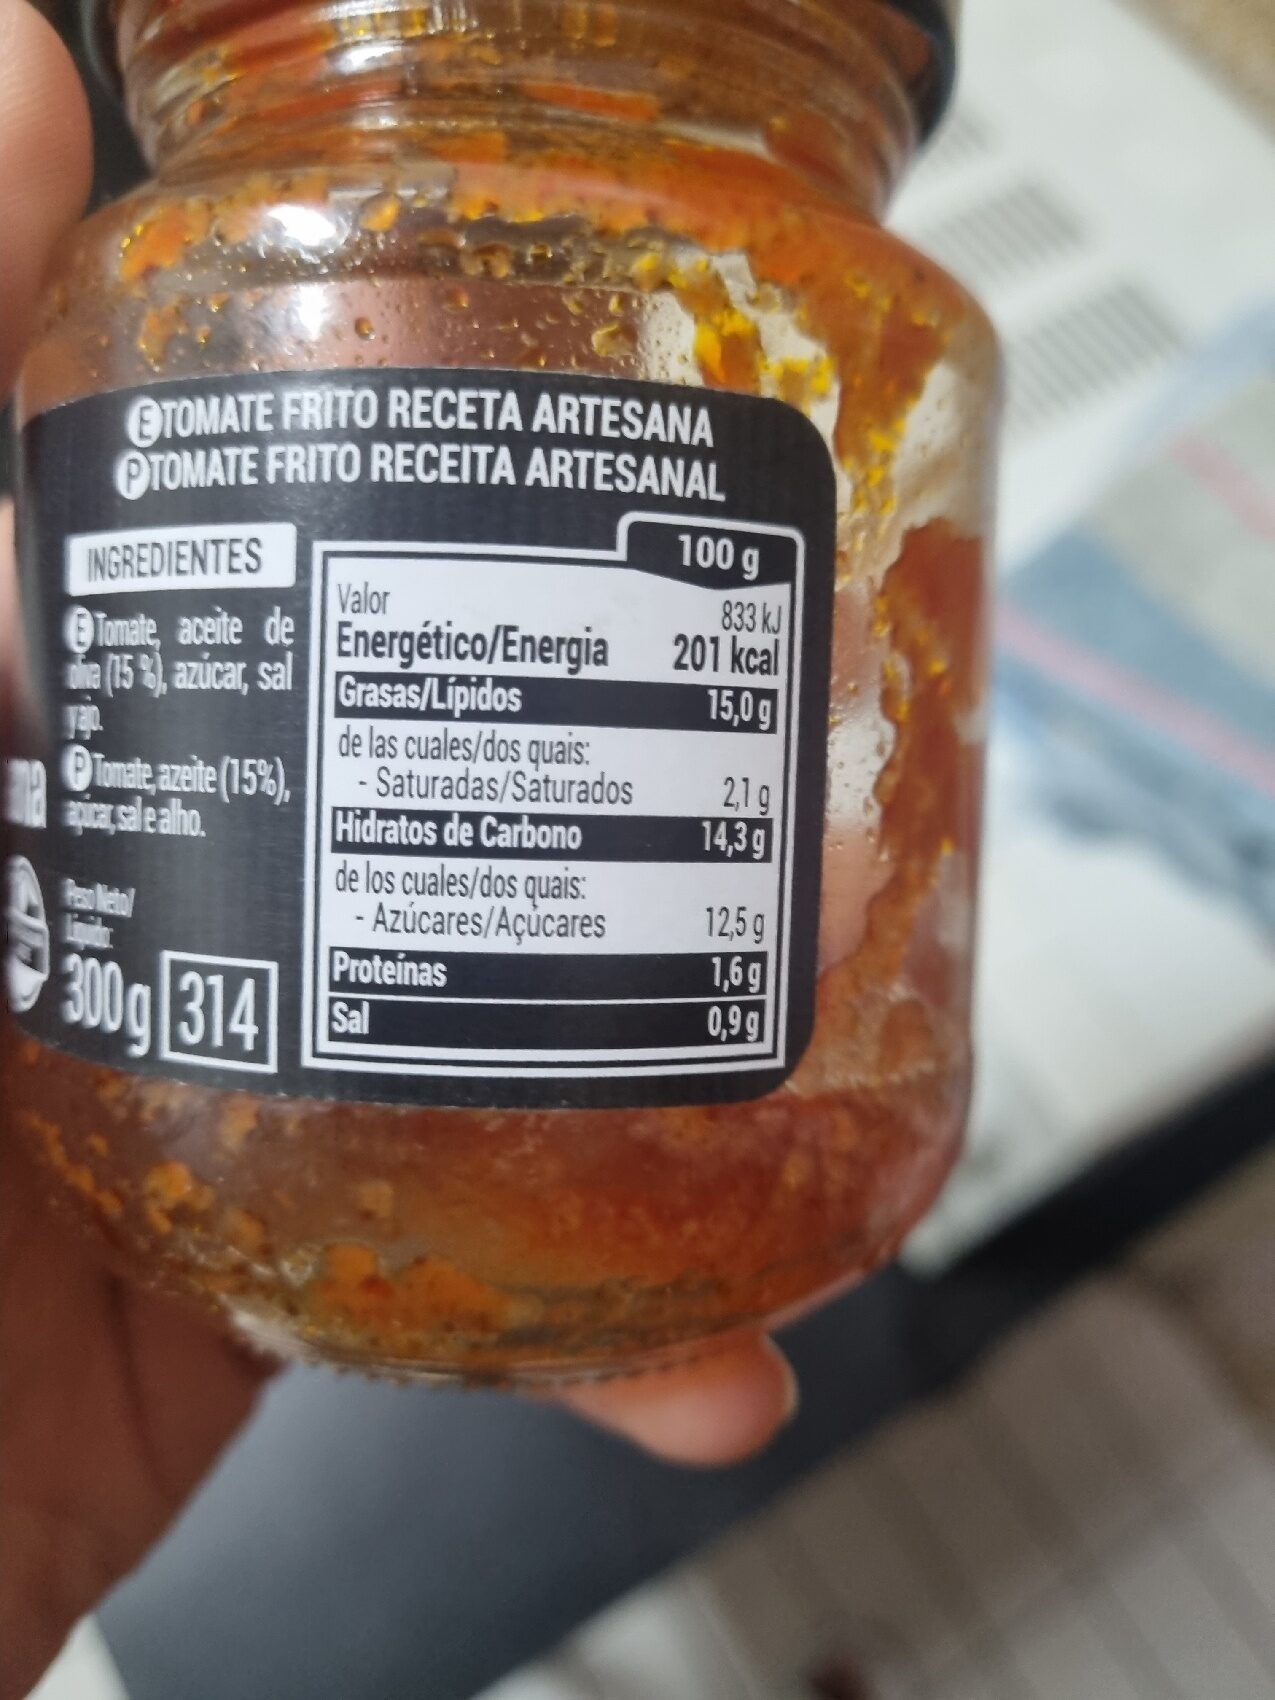 E TOMATE FRITO RECETA ARTESANA
P TOMATE FRITO RECEITA ARTESANAL
INGREDIENTES
E Tomate, aceite de
oliva (15 %), azúcar, sal
y ajo.
P Tomate, azeite (15%),
açúcar, sal e alho.
Peso Neto/
Líquido:
300g 314
100 g
Valor 833 kJ
Energético/Energia 201 kcal
Grasas/Lípidos 15,0 g
de las cuales/dos quais:
- Saturadas/Saturados 2,1 g
Hidratos de Carbono 14,3 g
de los cuales/dos quais:
- Azúcares/Açúcares 12,5 g
Proteínas 1,6 g
Sal 0,9 g